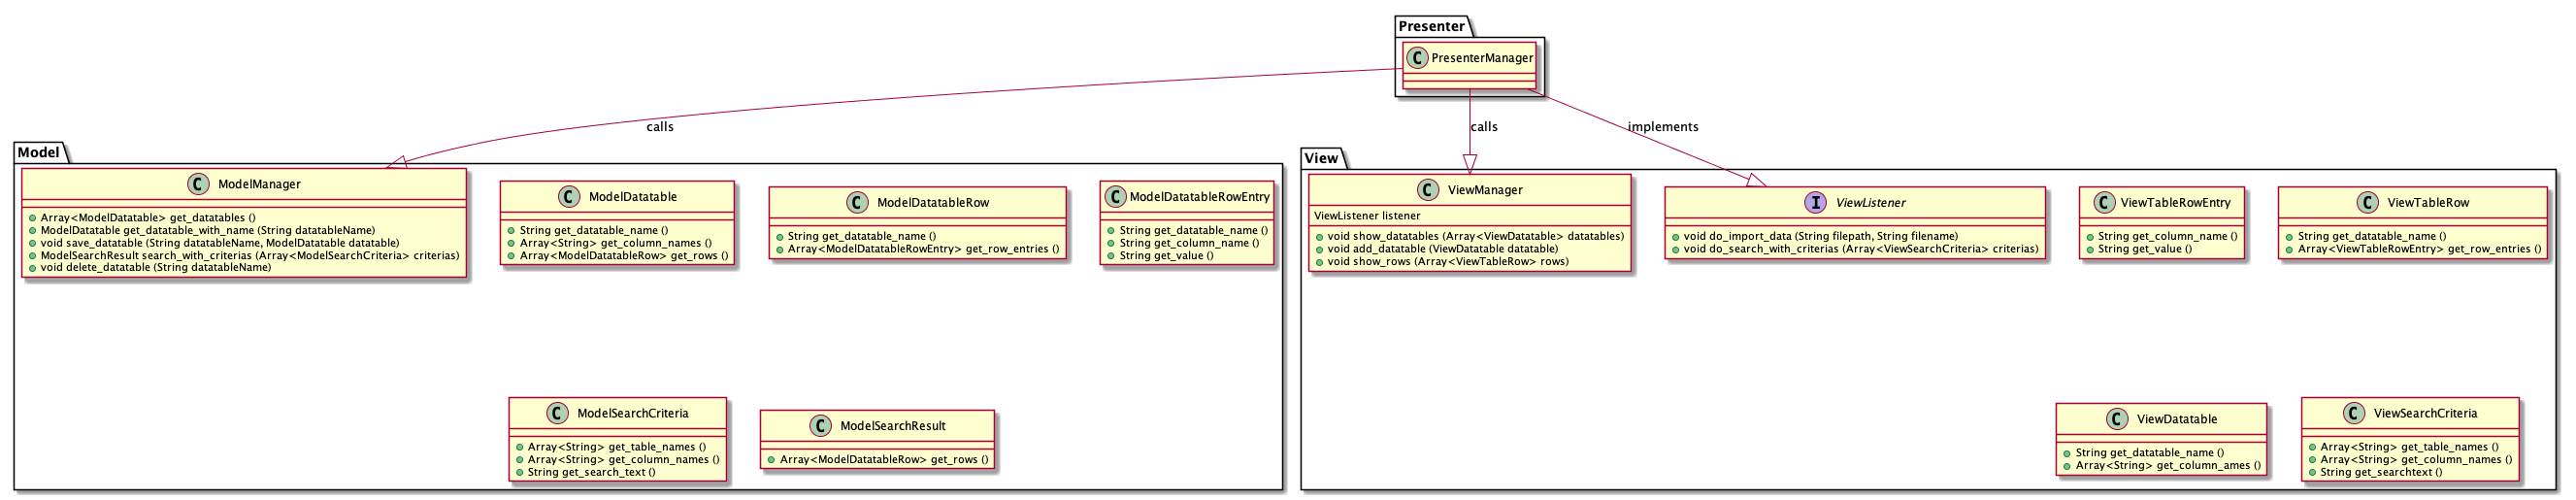 Presenter
C PresenterManager
calls
calls
implements
Model
C ModelManager
Array<ModelDatatable> get_datatables ()
ModelDatatable get_datatable_with_name (String datatableName)
void save_datatable (String datatableName, ModelDatatable datatable)
ModelSearchResult search_with_criterias (Array<ModelSearchCriteria> criterias)
void delete_datatable (String datatableName)
C ModelDatatable
String get_datatable_name ()
Array<String> get_column_names ()
Array<ModelDatatableRow> get_rows ()
C ModelDatatableRow
String get_datatable_name ()
Array<ModelDatatableRowEntry> get_row_entries ()
C ModelDatatableRowEntry
String get_datatable_name ()
String get_column_name ()
String get_value ()
C ModelSearchCriteria
Array<String> get_table_names ()
Array<String> get_column_names ()
String get_search_text ()
C ModelSearchResult
Array<ModelDatatableRow> get_rows ()
View
C ViewManager
ViewListener listener
void show_datatables (Array<ViewDatatable> datatables)
void add_datatable (ViewDatatable datatable)
void show_rows (Array<ViewTableRow> rows)
I ViewListener
void do_import_data (String filepath, String filename)
void do_search_with_criterias (Array<ViewSearchCriteria> criterias)
C ViewTableRowEntry
String get_column_name ()
String get_value ()
C ViewTableRow
String get_datatable_name ()
Array<ViewTableRowEntry> get_row_entries ()
C ViewDatatable
String get_datatable_name ()
Array<String> get_column_ames ()
C ViewSearchCriteria
Array<String> get_table_names ()
Array<String> get_column_names ()
String get_searchtext ()